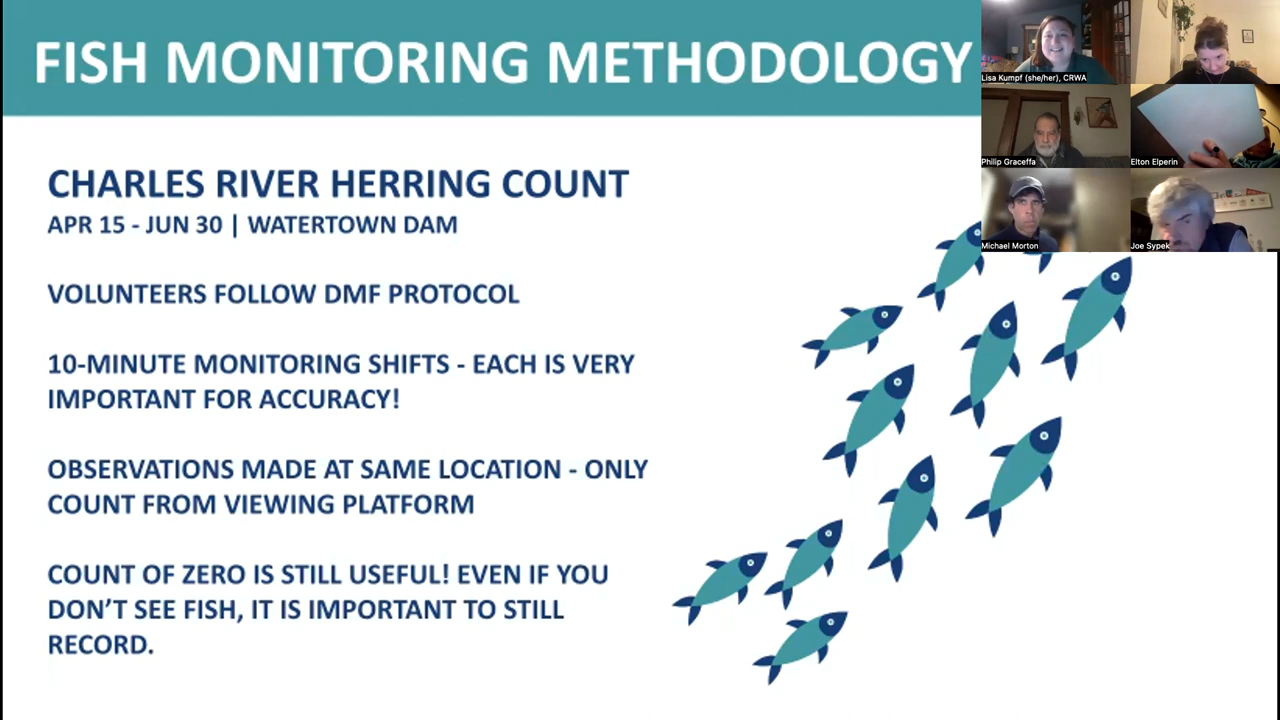 FISH MONITORING METHODOLOGY
CHARLES RIVER HERRING COUNT
APR 15 - JUN 30 | WATERTOWN DAM
VOLUNTEERS FOLLOW DMF PROTOCOL
10-MINUTE MONITORING SHIFTS - EACH IS VERY
IMPORTANT FOR ACCURACY!
OBSERVATIONS MADE AT SAME LOCATION - ONLY
COUNT FROM VIEWING PLATFORM
COUNT OF ZERO IS STILL USEFUL! EVEN IF YOU
DON'T SEE FISH, IT IS IMPORTANT TO STILL
RECORD.
Lisa Kumpf (she/her), CRWA
Philip Graceffa
Elton Elperin
Michael Morton
Joe Sypek